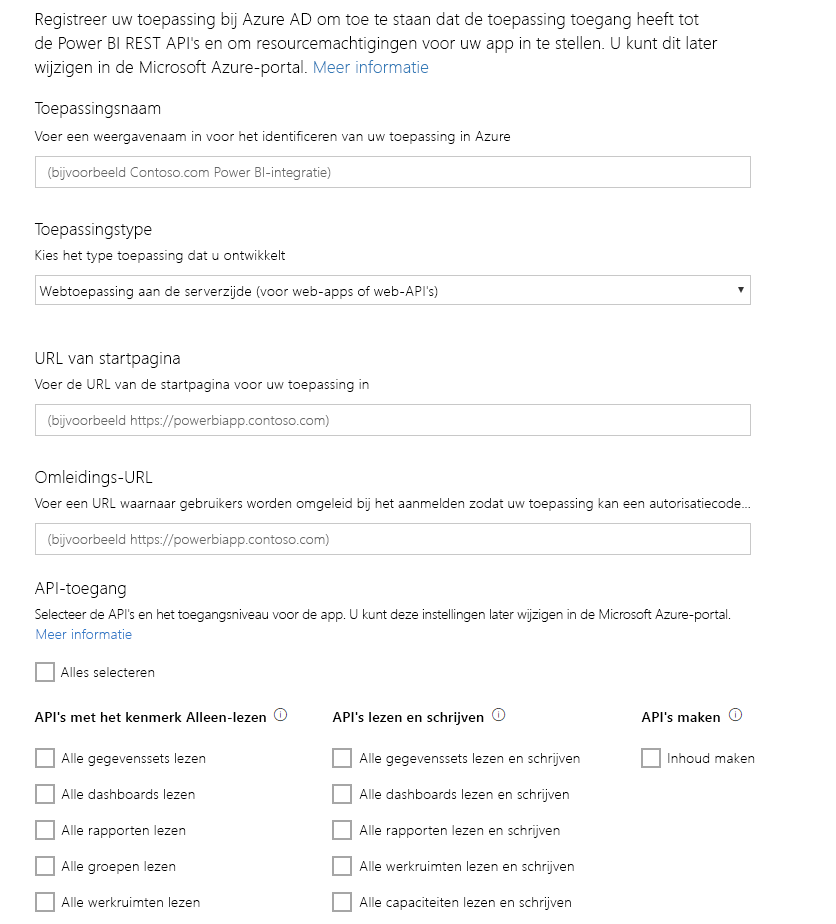 Registreer uw toepassing bij Azure AD om toe te staan dat de toepassing toegang heeft tot
de Power BI REST API's en om resourcemachtigingen voor uw app in te stellen. U kunt dit later
wijzigen in de Microsoft Azure-portal. Meer informatie
Toepassingsnaam
Voer een weergavenaam in voor het identificeren van uw toepassing in Azure
(bijvoorbeeld Contoso.com Power BI-integratie)
Toepassingstype
Kies het type toepassing dat u ontwikkelt
Webtoepassing aan de serverzijde (voor web-apps of web-API's)
URL van startpagina
Voer de URL van de startpagina voor uw toepassing in
(bijvoorbeeld https://powerbiapp.contoso.com)
Omleidings-URL
Voer een URL waarnaar gebruikers worden omgeleid bij het aanmelden zodat uw toepassing kan een autorisatiecode...
(bijvoorbeeld https://powerbiapp.contoso.com)
API-toegang
Selecteer de API's en het toegangsniveau voor de app. U kunt deze instellingen later wijzigen in de Microsoft Azure-portal.
Meer informatie
Alles selecteren
API's met het kenmerk Alleen-lezen API's lezen en schrijven API's maken
Alle gegevenssets lezen Alle gegevenssets lezen en schrijven Inhoud maken
Alle dashboards lezen Alle dashboards lezen en schrijven
Alle rapporten lezen Alle rapporten lezen en schrijven
Alle groepen lezen Alle werkruimten lezen en schrijven
Alle werkruimten lezen Alle capaciteiten lezen en schrijven